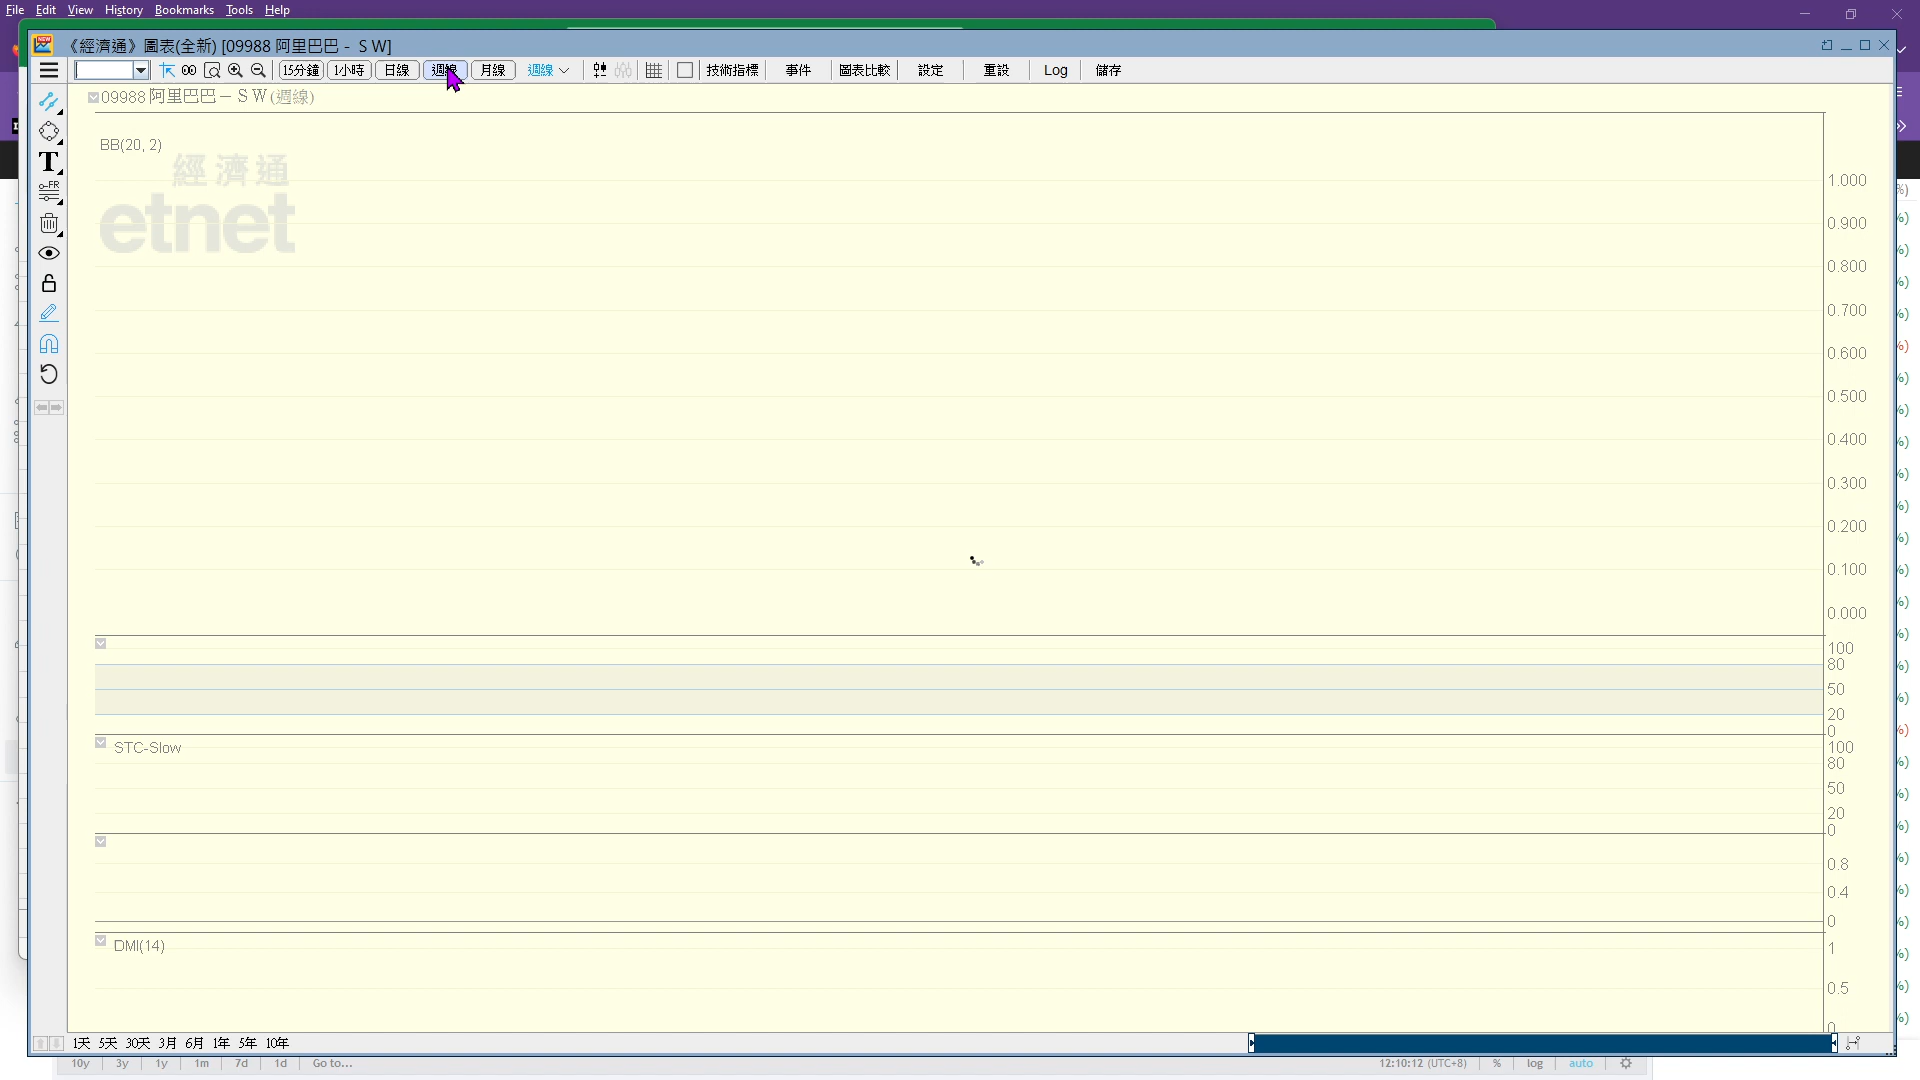 File Edit View History Bookmarks Tools Help
《經濟通》圖表(全新) [09988 阿里巴巴 - S W]
15分鐘 1小時 日線 週線 月線 週線 技術指標 事件 圖表比較 設定 重設 Log 儲存
09988 阿里巴巴－ＳＷ(週線)
BB(20, 2)
經濟通
etnet
1.000
0.900
0.800
0.700
0.600
0.500
0.400
0.300
0.200
0.100
0.000
100
80
50
20
0
STC-Slow
100
80
50
20
0
0.8
0.4
0
DMI(14)
1
0.5
0
1天 5天 30天 3月 6月 1年 5年 10年
10y 3y 1y 1m 7d 1d Go to... 12:10:12 (UTC+8) % log auto